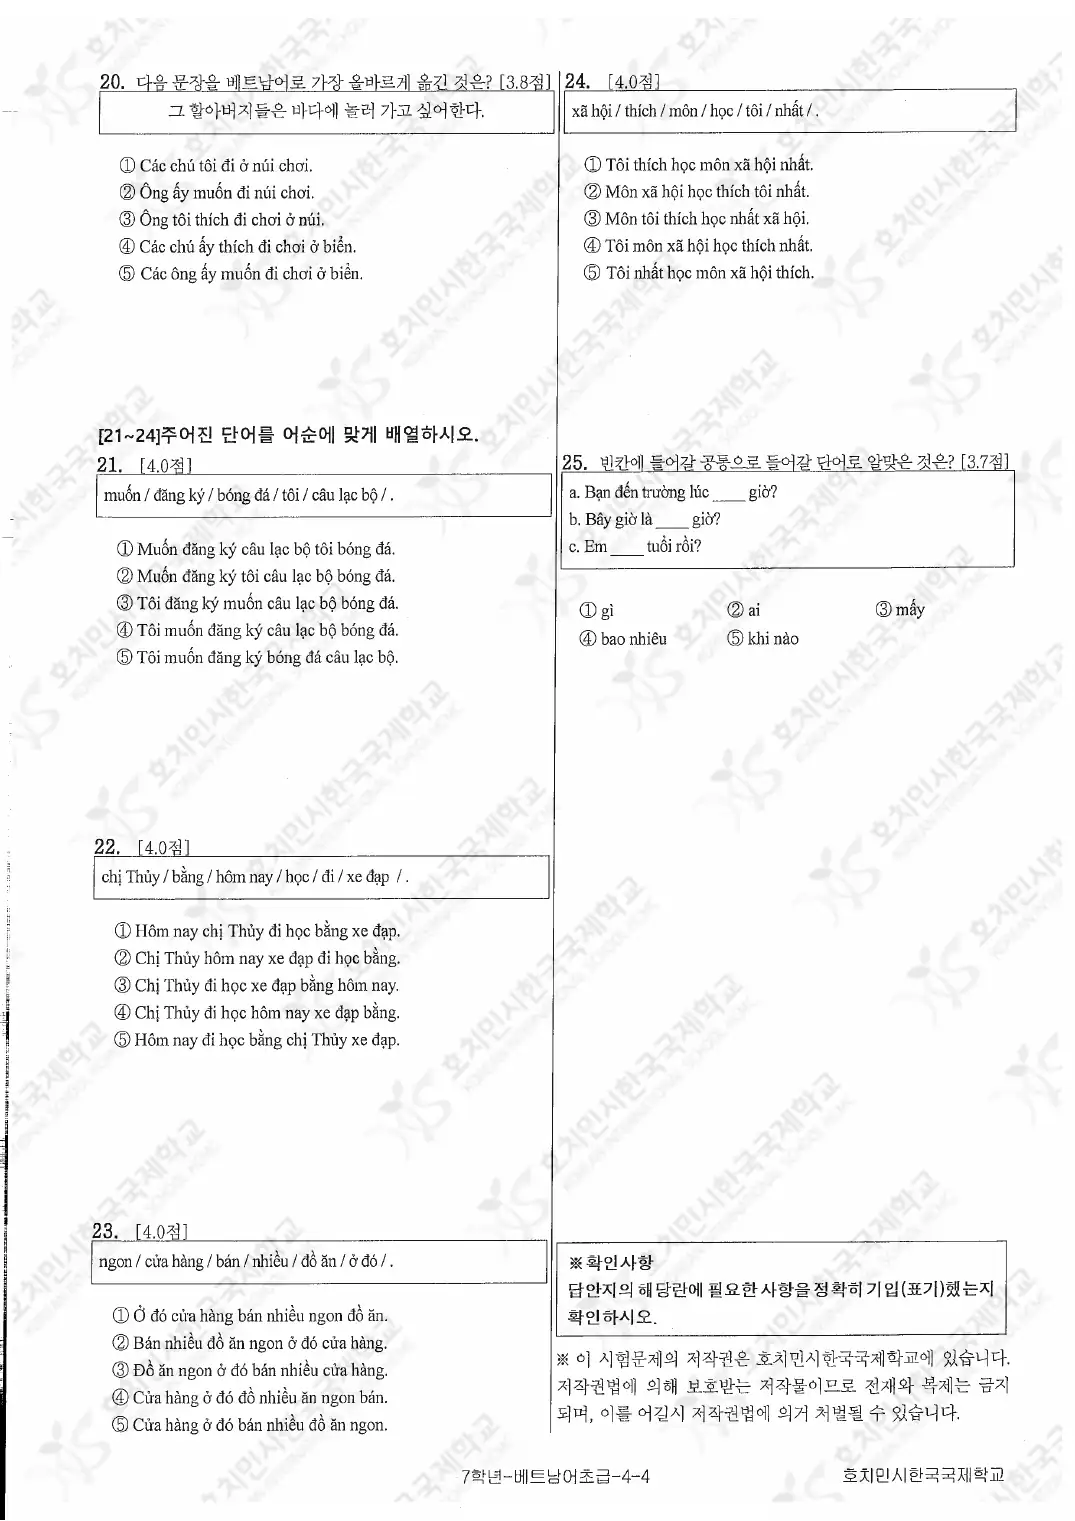 20. 다음 문장을 베트남어로 가장 올바르게 옮긴 것은? [3.8점]
그 할아버지들은 바다에 놀러 가고 싶어한다.
① Các chú tôi đi ở núi chơi.
② Ông ấy muốn đi núi chơi.
③ Ông tôi thích đi chơi ở núi.
④ Các chú ấy thích đi chơi ở biển.
⑤ Các ông ấy muốn đi chơi ở biển.
[21~24]주어진 단어를 어순에 맞게 배열하시오.
21. [4.0점]
muốn / đăng ký / bóng đá / tôi / câu lạc bộ / .
① Muốn đăng ký câu lạc bộ tôi bóng đá.
② Muốn đăng ký tôi câu lạc bộ bóng đá.
③ Tôi đăng ký muốn câu lạc bộ bóng đá.
④ Tôi muốn đăng ký câu lạc bộ bóng đá.
⑤ Tôi muốn đăng ký bóng đá câu lạc bộ.
22. [4.0점]
chị Thủy / bằng / hôm nay / học / đi / xe đạp / .
① Hôm nay chị Thủy đi học bằng xe đạp.
② Chị Thủy hôm nay xe đạp đi học bằng.
③ Chị Thủy đi học xe đạp bằng hôm nay.
④ Chị Thủy đi học hôm nay xe đạp bằng.
⑤ Hôm nay đi học bằng chị Thủy xe đạp.
23. [4.0점]
ngon / cửa hàng / bán / nhiều / đồ ăn / ở đó / .
① Ở đó cửa hàng bán nhiều ngon đồ ăn.
② Bán nhiều đồ ăn ngon ở đó cửa hàng.
③ Đồ ăn ngon ở đó bán nhiều cửa hàng.
④ Cửa hàng ở đó đồ nhiều ăn ngon bán.
⑤ Cửa hàng ở đó bán nhiều đồ ăn ngon.
24. [4.0점]
xã hội / thích / môn / học / tôi / nhất / .
① Tôi thích học môn xã hội nhất.
② Môn xã hội học thích tôi nhất.
③ Môn tôi thích học nhất xã hội.
④ Tôi môn xã hội học thích nhất.
⑤ Tôi nhất học môn xã hội thích.
25. 빈칸에 들어갈 공통으로 들어갈 단어로 알맞은 것은? [3.7점]
a. Bạn đến trường lúc ____ giờ?
b. Bây giờ là ____ giờ?
c. Em ____ tuổi rồi?
① gì ② ai ③ mấy
④ bao nhiêu ⑤ khi nào
※ 확인사항
답안지의 해당란에 필요한 사항을 정확히 기입(표기)했는지
확인하시오.
※ 이 시험문제의 저작권은 호치민시한국국제학교에 있습니다.
저작권법에 의해 보호받는 저작물이므로 전재와 복제는 금지
되며, 이를 어길시 저작권법에 의거 처벌될 수 있습니다.
7학년-베트남어초급-4-4
호치민시한국국제학교